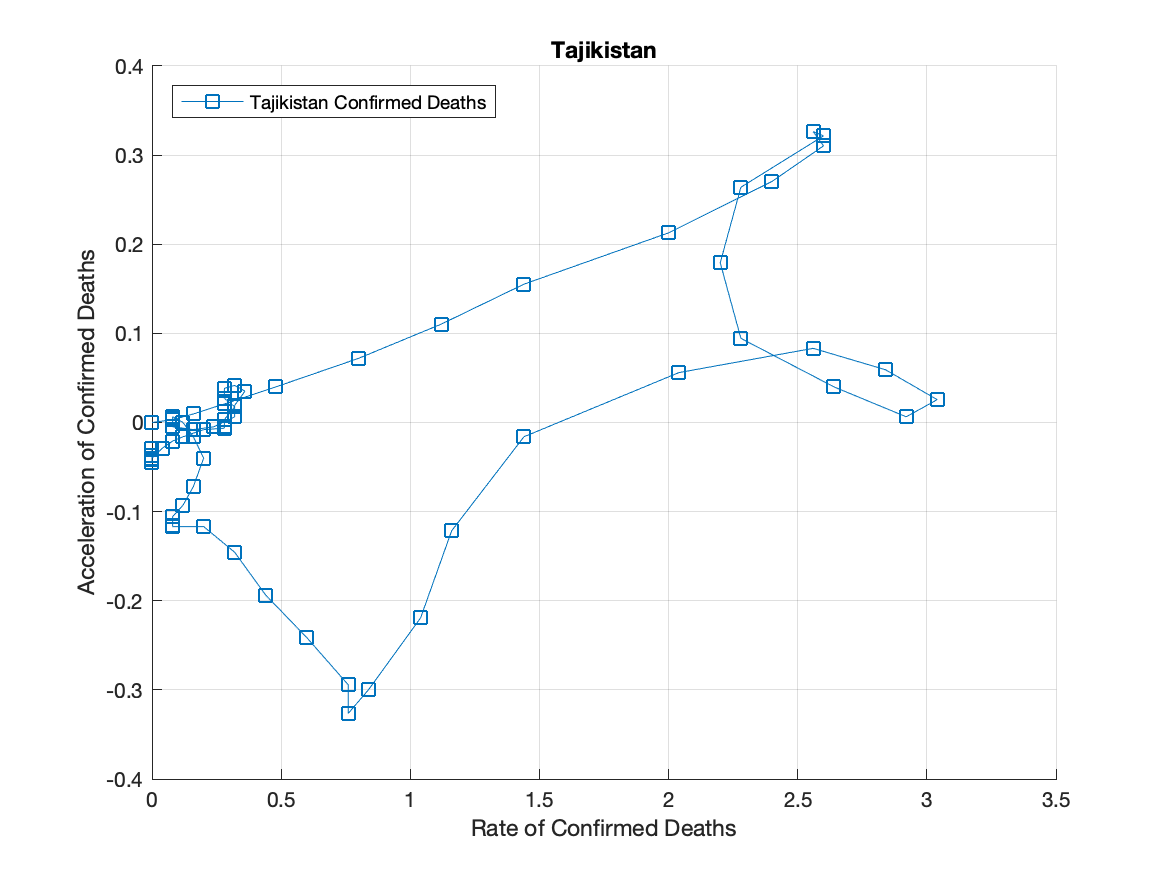 Tajikistan
Tajikistan Confirmed Deaths
0.4
0.3
0.2
0.1
0
-0.1
-0.2
-0.3
-0.4
Acceleration of Confirmed Deaths
0 0.5 1 1.5 2 2.5 3 3.5
Rate of Confirmed Deaths